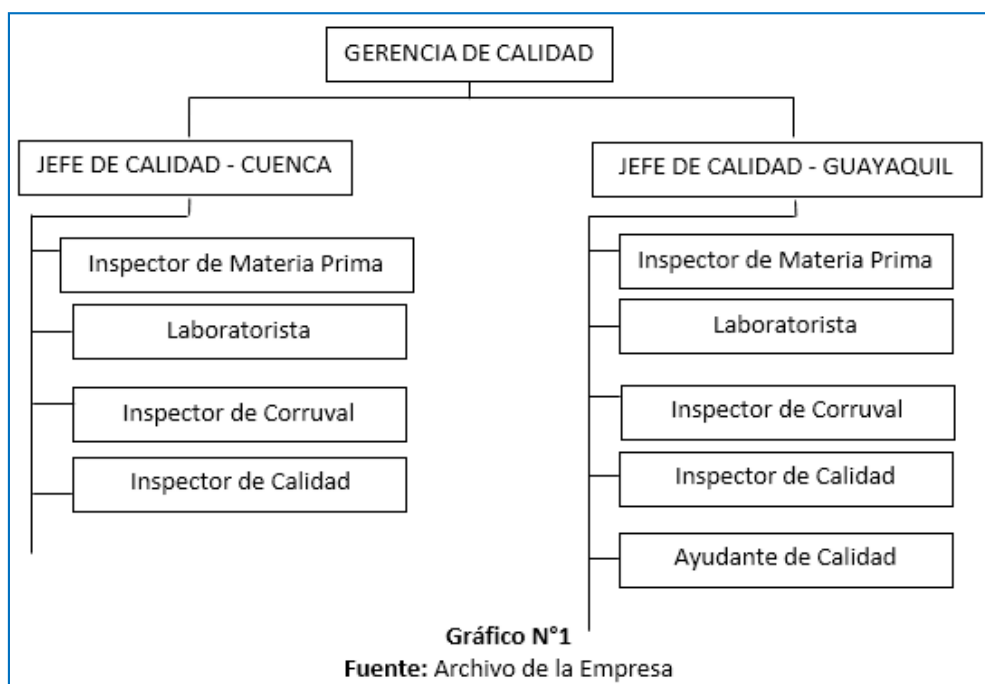 GERENCIA DE CALIDAD
JEFE DE CALIDAD - CUENCA
Inspector de Materia Prima
Laboratorista
Inspector de Corruval
Inspector de Calidad
JEFE DE CALIDAD - GUAYAQUIL
Inspector de Materia Prima
Laboratorista
Inspector de Corruval
Inspector de Calidad
Ayudante de Calidad
Gráfico N°1
Fuente: Archivo de la Empresa